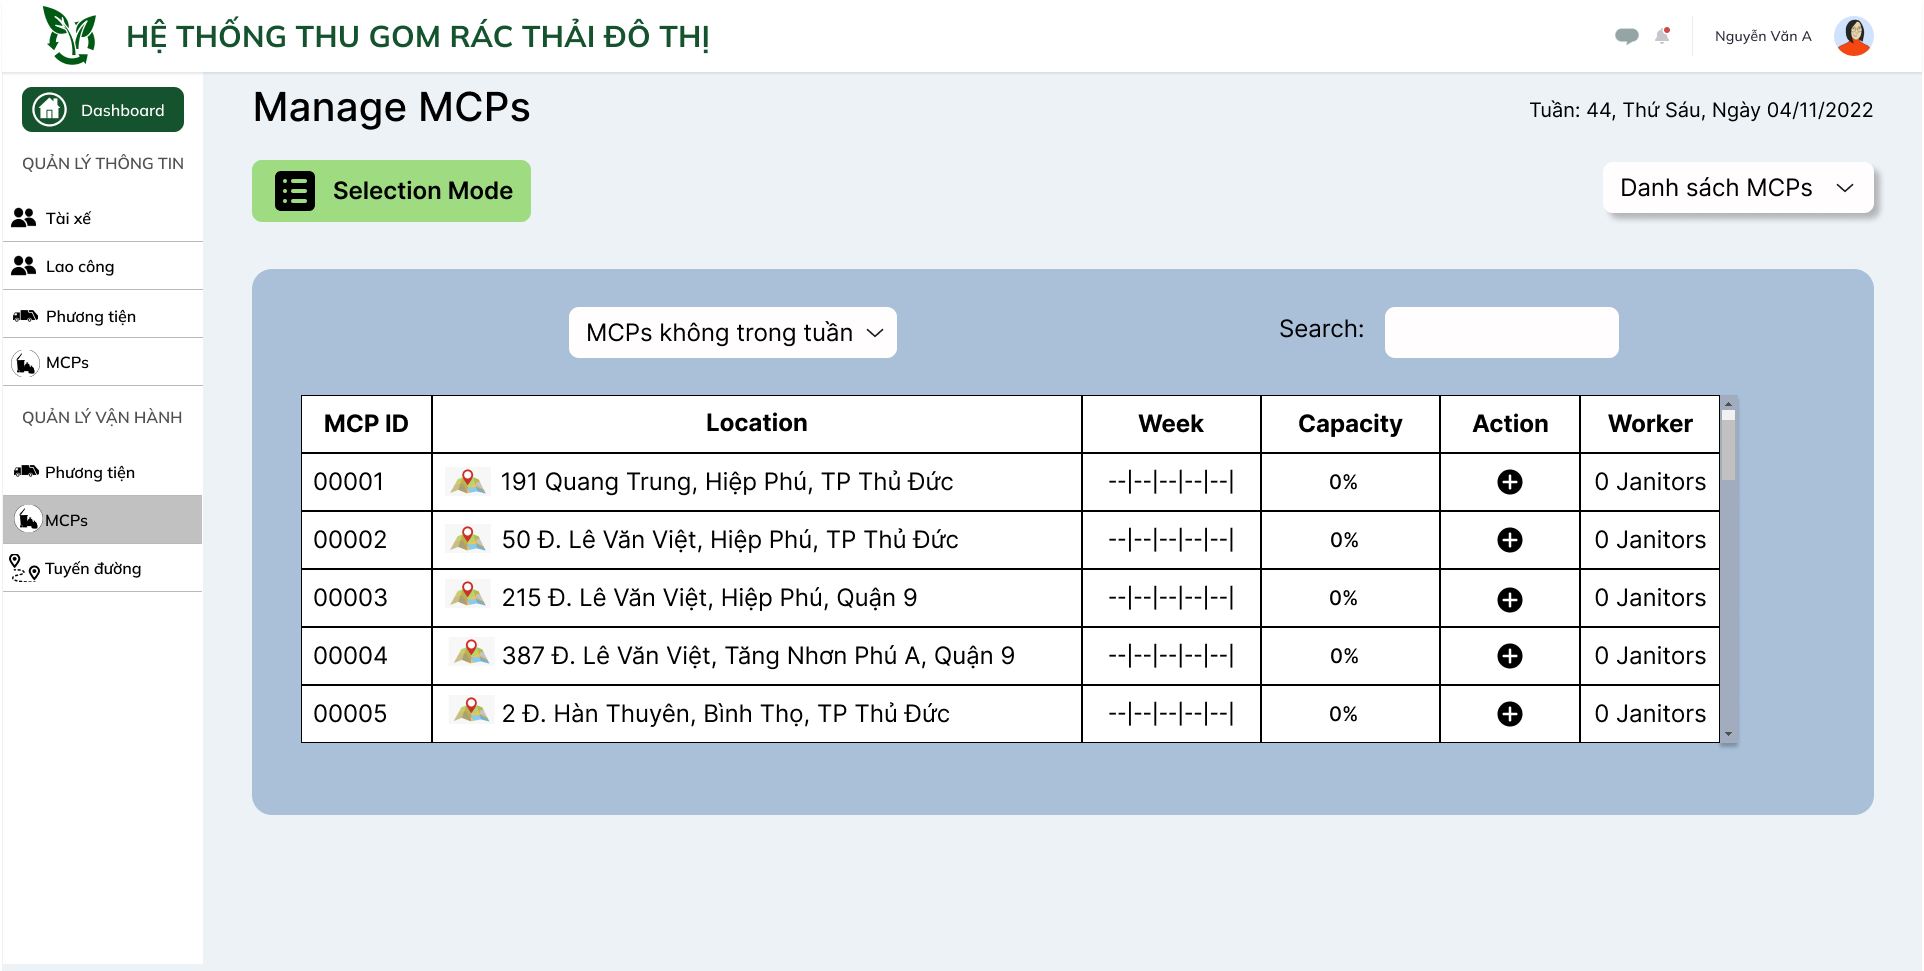 HỆ THỐNG THU GOM RÁC THẢI ĐÔ THỊ
Nguyễn Văn A
Dashboard
QUẢN LÝ THÔNG TIN
Tài xế
Lao công
Phương tiện
MCPs
QUẢN LÝ VẬN HÀNH
Phương tiện
MCPs
Tuyến đường
Manage MCPs
Tuần: 44, Thứ Sáu, Ngày 04/11/2022
Selection Mode
Danh sách MCPs
MCPs không trong tuần
Search:
MCP ID Location Week Capacity Action Worker
00001 191 Quang Trung, Hiệp Phú, TP Thủ Đức --|--|--|--|--| 0% 0 Janitors
00002 50 Đ. Lê Văn Việt, Hiệp Phú, TP Thủ Đức --|--|--|--|--| 0% 0 Janitors
00003 215 Đ. Lê Văn Việt, Hiệp Phú, Quận 9 --|--|--|--|--| 0% 0 Janitors
00004 387 Đ. Lê Văn Việt, Tăng Nhơn Phú A, Quận 9 --|--|--|--|--| 0% 0 Janitors
00005 2 Đ. Hàn Thuyên, Bình Thọ, TP Thủ Đức --|--|--|--|--| 0% 0 Janitors